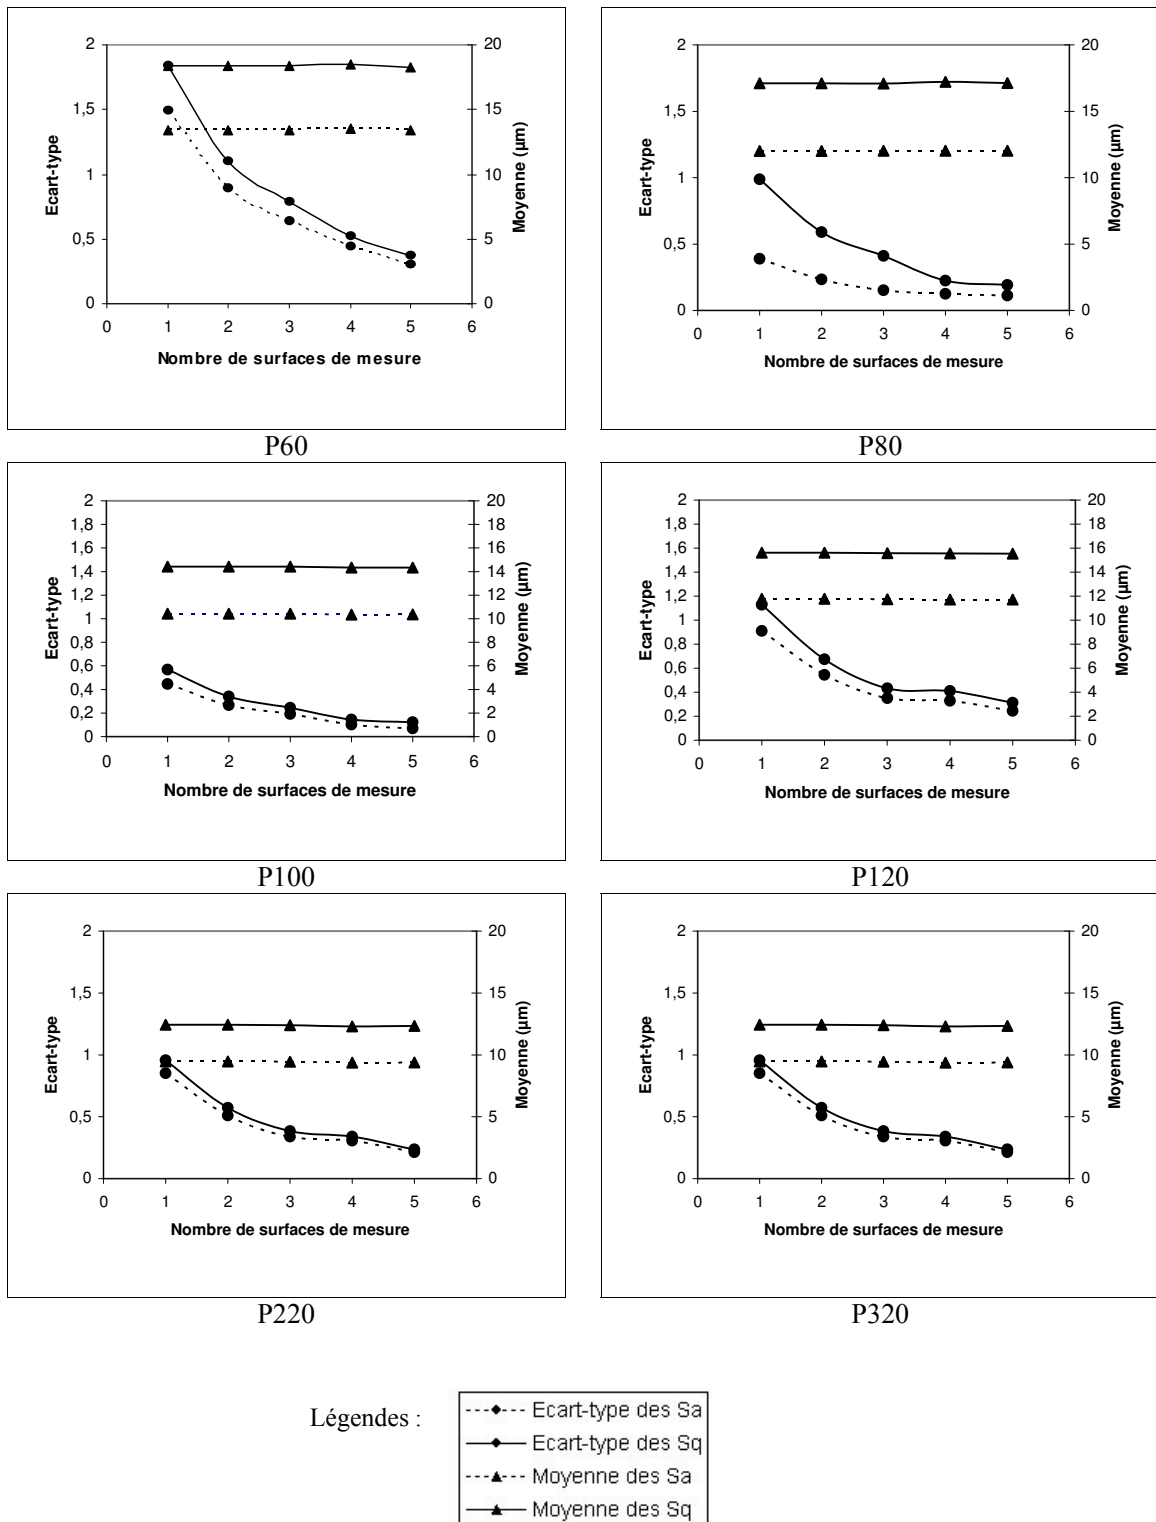 2
1,5
1
0,5
0
20
15
10
5
0
0 1 2 3 4 5 6
Ecart-type
Moyenne (µm)
Nombre de surfaces de mesure
P60
2
1,5
1
0,5
0
20
15
10
5
0
0 1 2 3 4 5 6
Ecart-type
Moyenne (µm)
Nombre de surfaces de mesure
P80
2
1,8
1,6
1,4
1,2
1
0,8
0,6
0,4
0,2
0
20
18
16
14
12
10
8
6
4
2
0
0 1 2 3 4 5 6
Ecart-type
Moyenne (µm)
Nombre de surfaces de mesure
P100
2
1,8
1,6
1,4
1,2
1
0,8
0,6
0,4
0,2
0
20
18
16
14
12
10
8
6
4
2
0
0 1 2 3 4 5 6
Ecart-type
Moyenne (µm)
Nombre de surfaces de mesure
P120
2
1,5
1
0,5
0
20
15
10
5
0
0 1 2 3 4 5 6
Ecart-type
Moyenne (µm)
Nombre de surfaces de mesure
P220
2
1,5
1
0,5
0
20
15
10
5
0
0 1 2 3 4 5 6
Ecart-type
Moyenne (µm)
Nombre de surfaces de mesure
P320
Légendes :
Ecart-type des Sa
Ecart-type des Sq
Moyenne des Sa
Moyenne des Sq